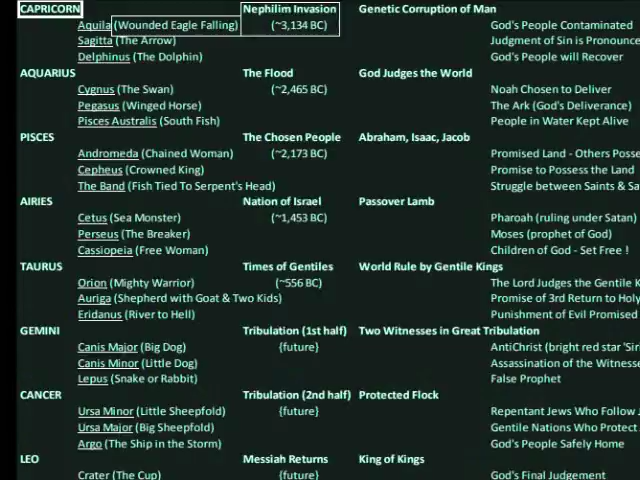 CAPRICORN Nephilim Invasion Genetic Corruption of Man
Aquila (Wounded Eagle Falling) (~3,134 BC) God's People Contaminated
Sagitta (The Arrow) Judgment of Sin is Pronounce
Delphinus (The Dolphin) God's People will Recover
AQUARIUS The Flood God Judges the World
Cygnus (The Swan) (~2,465 BC) Noah Chosen to Deliver
Pegasus (Winged Horse) The Ark (God's Deliverance)
Pisces Australis (South Fish) People in Water Kept Alive
PISCES The Chosen People Abraham, Isaac, Jacob
Andromeda (Chained Woman) (~2,173 BC) Promised Land - Others Posse
Cepheus (Crowned King) Promise to Possess the Land
The Band (Fish Tied To Serpent's Head) Struggle between Saints & Sa
AIRIES Nation of Israel Passover Lamb
Cetus (Sea Monster) (~1,453 BC) Pharoah (ruling under Satan)
Perseus (The Breaker) Moses (prophet of God)
Cassiopeia (Free Woman) Children of God - Set Free !
TAURUS Times of Gentiles World Rule by Gentile Kings
Orion (Mighty Warrior) (~556 BC) The Lord Judges the Gentile K
Auriga (Shepherd with Goat & Two Kids) Promise of 3rd Return to Holy
Eridanus (River to Hell) Punishment of Evil Promised
GEMINI Tribulation (1st half) Two Witnesses in Great Tribulation
Canis Major (Big Dog) {future} AntiChrist (bright red star 'Siri
Canis Minor (Little Dog) Assassination of the Witnesse
Lepus (Snake or Rabbit) False Prophet
CANCER Tribulation (2nd half) Protected Flock
Ursa Minor (Little Sheepfold) {future} Repentant Jews Who Follow J
Ursa Major (Big Sheepfold) Gentile Nations Who Protect
Argo (The Ship in the Storm) God's People Safely Home
LEO Messiah Returns King of Kings
Crater (The Cup) {future} God's Final Judgement